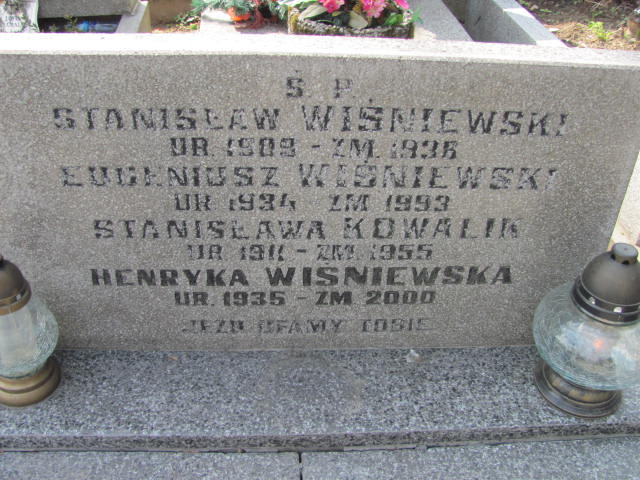 Ś. P.
STANISŁAW WIŚNIEWSKI
UR. 1909 - ZM. 1936
EUGENIUSZ WIŚNIEWSKI
UR. 1934 ZM 1993
STANISŁAWA KOWALIK
UR. 1911 - ZM. 1955
HENRYKA WIŚNIEWSKA
UR. 1935 - ZM 2000
JEZU UFAMY TOBIE